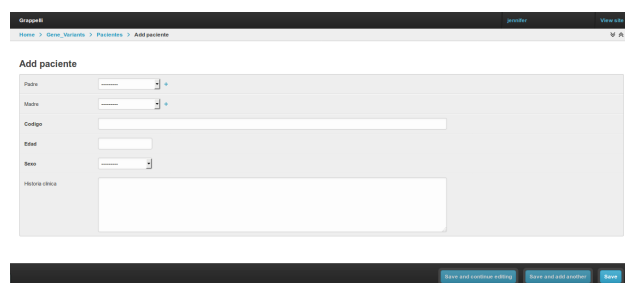 Grappelli jennifer View site
Home > Gene_Variants > Pacientes > Add paciente
Add paciente
Padre --------- +
Madre --------- +
Codigo
Edad
Sexo ---------
Historia clinica
Save and continue editing Save and add another Save